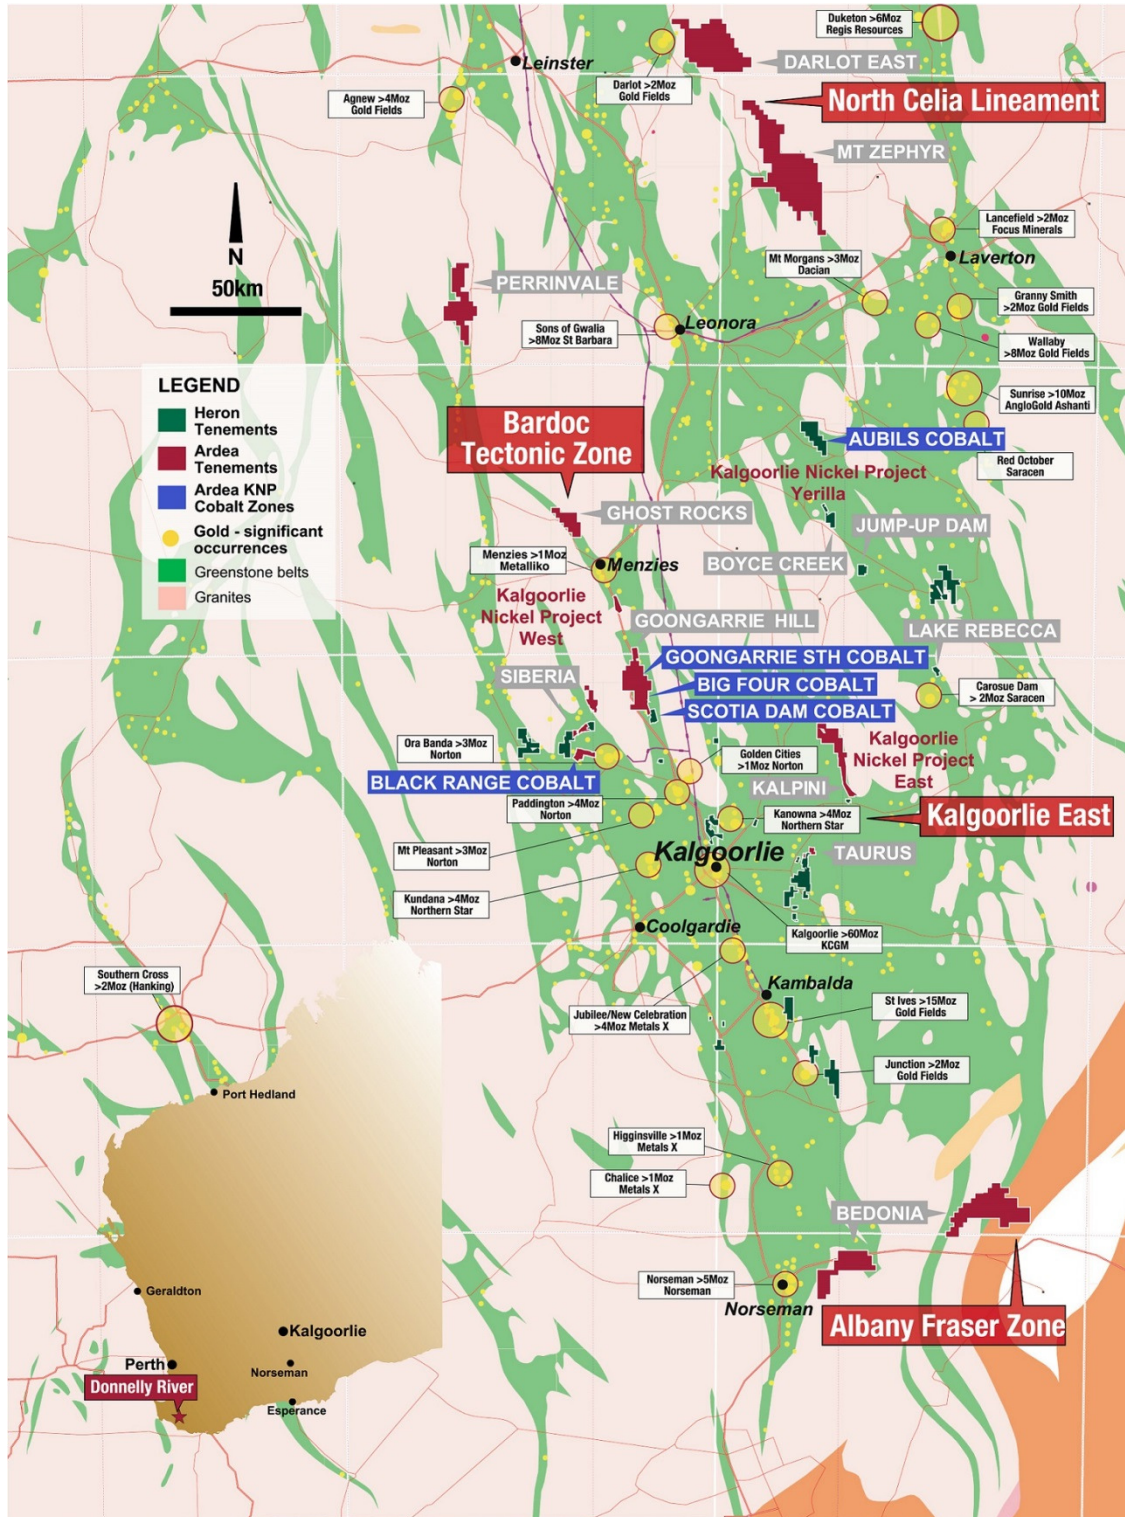 Duketon >6Moz
Regis Resources
Leinster
DARLOT EAST
Darlot >2Moz
Gold Fields
Agnew >4Moz
Gold Fields
North Celia Lineament
MT ZEPHYR
N
50km
Lancefield >2Moz
Focus Minerals
Laverton
Mt Morgans >3Moz
Dacian
PERRINVALE
Granny Smith
>2Moz Gold Fields
Sons of Gwalia
>8Moz St Barbara
Leonora
Wallaby
>8Moz Gold Fields
LEGEND
Heron
Tenements
Ardea
Tenements
Ardea KNP
Cobalt Zones
Gold - significant
occurrences
Greenstone belts
Granites
Sunrise >10Moz
AngloGold Ashanti
Bardoc
Tectonic Zone
AUBILS COBALT
Red October
Saracen
Kalgoorlie Nickel Project
Yerilla
GHOST ROCKS
JUMP-UP DAM
Menzies >1Moz
Metalliko
Menzies
BOYCE CREEK
Kalgoorlie
Nickel Project
West
GOONGARRIE HILL
LAKE REBECCA
GOONGARRIE STH COBALT
SIBERIA
BIG FOUR COBALT
Carosue Dam
> 2Moz Saracen
SCOTIA DAM COBALT
Ora Banda >3Moz
Norton
Golden Cities
>1Moz Norton
Kalgoorlie
Nickel Project
East
BLACK RANGE COBALT
KALPINI
Paddington >4Moz
Norton
Kanowna >4Moz
Northern Star
Kalgoorlie East
Mt Pleasant >3Moz
Norton
Kalgoorlie
TAURUS
Kundana >4Moz
Northern Star
Coolgardie
Kalgoorlie >60Moz
KCGM
Southern Cross
>2Moz (Hanking)
Kambalda
Jubilee/New Celebration
>4Moz Metals X
St Ives >15Moz
Gold Fields
Junction >2Moz
Gold Fields
Port Hedland
Higginsville >1Moz
Metals X
Chalice >1Moz
Metals X
BEDONIA
Norseman >5Moz
Norseman
Norseman
Albany Fraser Zone
Geraldton
Kalgoorlie
Perth
Norseman
Donnelly River
Esperance